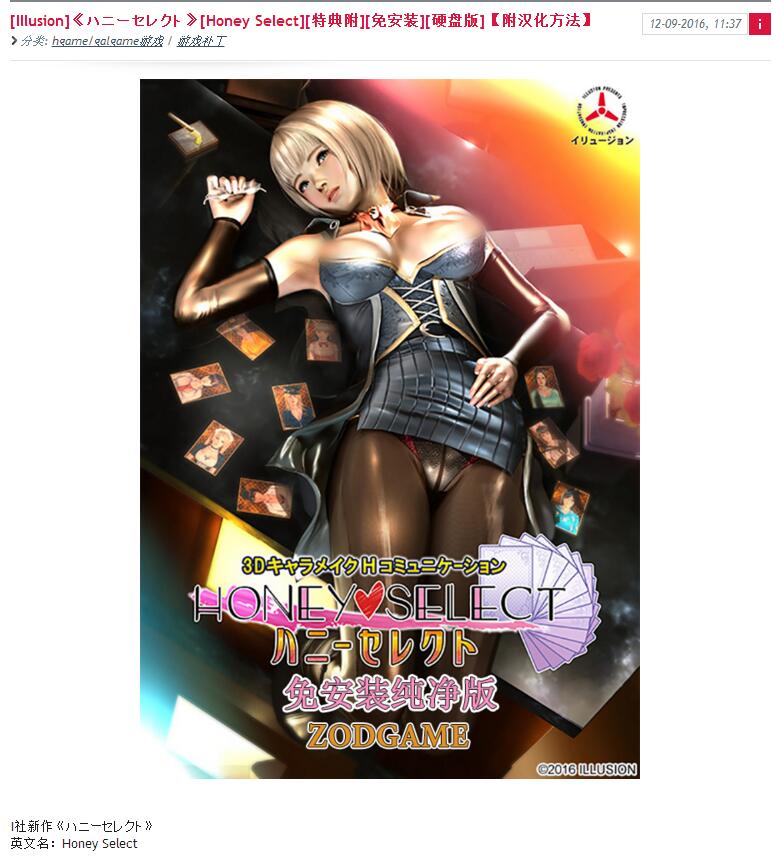 [Illusion]《ハニーセレクト》[Honey Select][特典附][免安装][硬盘版]【附汉化方法】
12-09-2016, 11:37
i
分类: hgame/galgame游戏 / 游戏补丁
イリュージョン
3DキャラメイクHコミュニケーション
HONEY♥SELECT
ハニーセレクト
免安装纯净版
ZODGAME
©2016 ILLUSION
I社新作《ハニーセレクト》
英文名：Honey Select